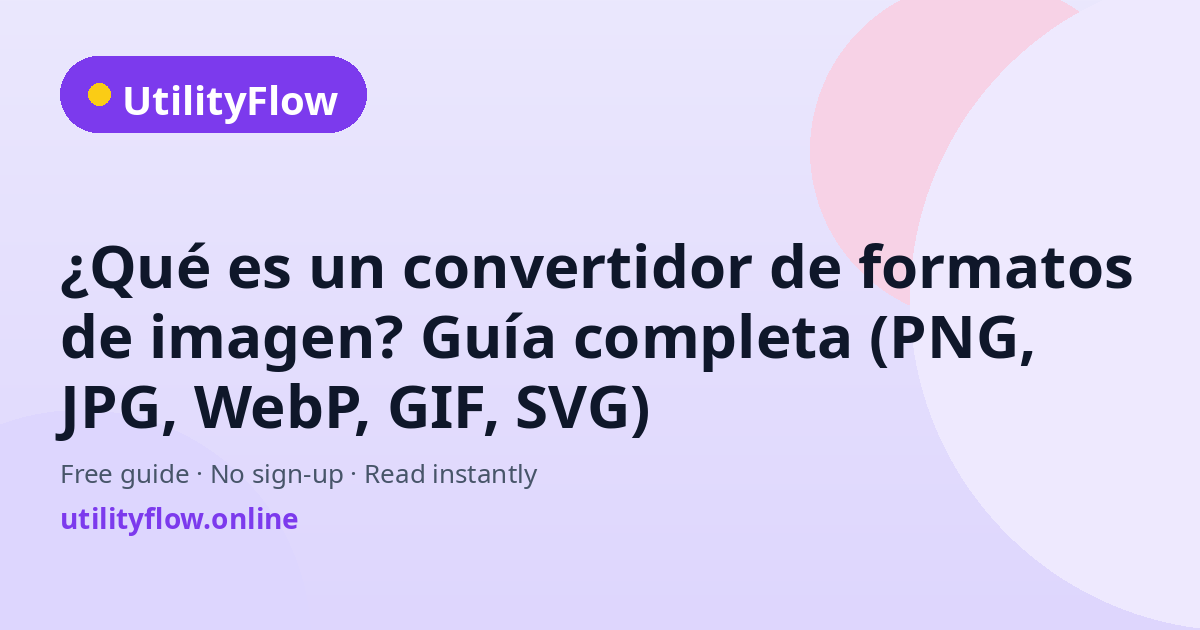 UtilityFlow
¿Qué es un convertidor de formatos
de imagen? Guía completa (PNG,
JPG, WebP, GIF, SVG)
Free guide · No sign-up · Read instantly
utilityflow.online